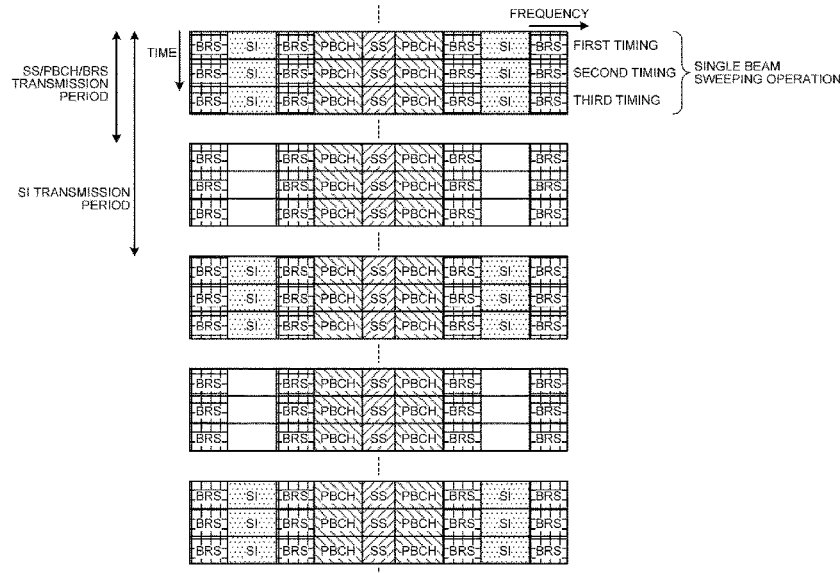 FREQUENCY
TIME
BRS SI BRS PBCH SS PBCH BRS SI BRS FIRST TIMING
BRS SI BRS PBCH SS PBCH BRS SI BRS SECOND TIMING
BRS SI BRS PBCH SS PBCH BRS SI BRS THIRD TIMING
SINGLE BEAM
SWEEPING OPERATION
SS/PBCH/BRS
TRANSMISSION
PERIOD
SI TRANSMISSION
PERIOD
BRS BRS PBCH SS PBCH BRS BRS
BRS BRS PBCH SS PBCH BRS BRS
BRS BRS PBCH SS PBCH BRS BRS
BRS SI BRS PBCH SS PBCH BRS SI BRS
BRS SI BRS PBCH SS PBCH BRS SI BRS
BRS SI BRS PBCH SS PBCH BRS SI BRS
BRS BRS PBCH SS PBCH BRS BRS
BRS BRS PBCH SS PBCH BRS BRS
BRS BRS PBCH SS PBCH BRS BRS
BRS SI BRS PBCH SS PBCH BRS SI BRS
BRS SI BRS PBCH SS PBCH BRS SI BRS
BRS SI BRS PBCH SS PBCH BRS SI BRS